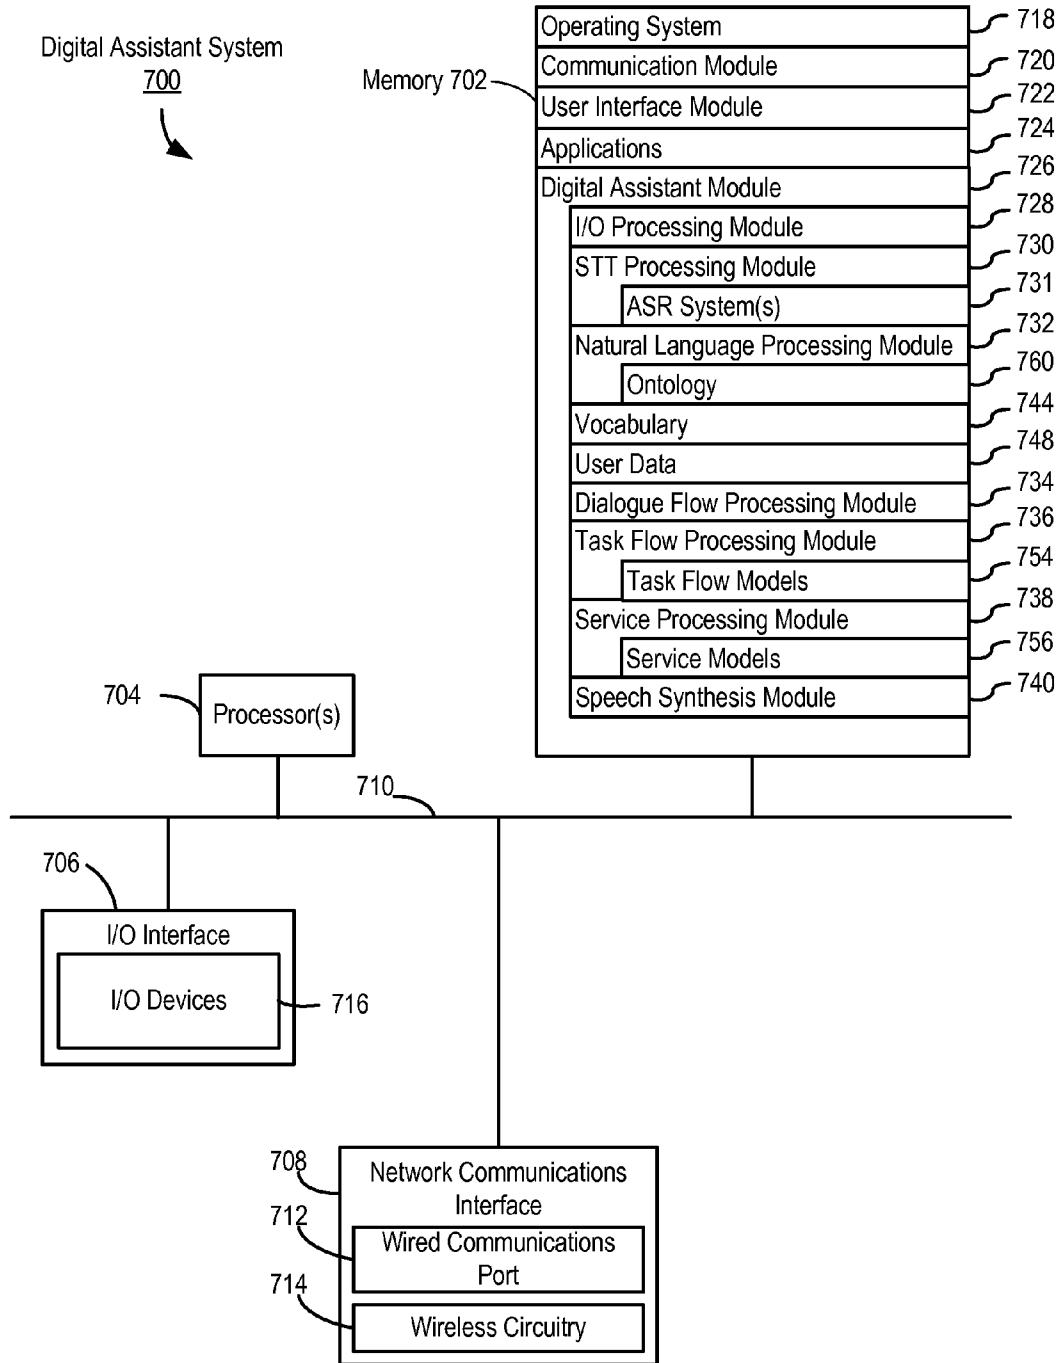 Digital Assistant System
700
Memory 702
Operating System 718
Communication Module 720
User Interface Module 722
Applications 724
Digital Assistant Module 726
I/O Processing Module 728
STT Processing Module 730
ASR System(s) 731
Natural Language Processing Module 732
Ontology 760
Vocabulary 744
User Data 748
Dialogue Flow Processing Module 734
Task Flow Processing Module 736
Task Flow Models 754
Service Processing Module 738
Service Models 756
Speech Synthesis Module 740
704
Processor(s)
710
706
I/O Interface
I/O Devices 716
708
Network Communications
Interface
712
Wired Communications
Port
714
Wireless Circuitry